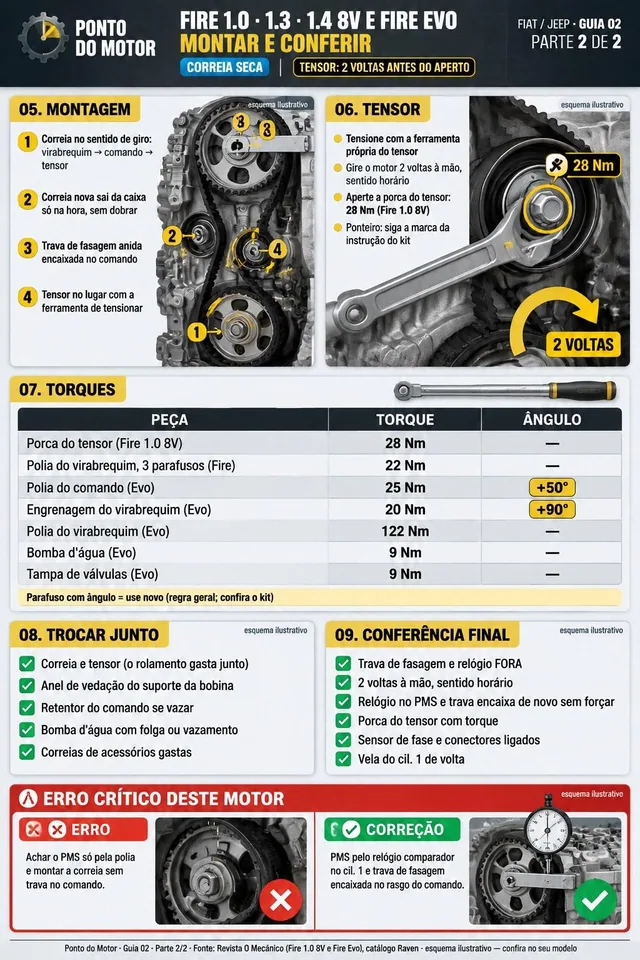 PONTO
DO MOTOR
FIRE 1.0 · 1.3 · 1.4 8V E FIRE EVO
MONTAR E CONFERIR
CORREIA SECA
TENSOR: 2 VOLTAS ANTES DO APERTO
FIAT / JEEP · GUIA 02
PARTE 2 DE 2
05. MONTAGEM
esquema ilustrativo
1 Correia no sentido de giro:
virabrequim → comando →
tensor
2 Correia nova sai da caixa
só na hora, sem dobrar
3 Trava de fasagem anida
encaixada no comando
4 Tensor no lugar com a
ferramenta de tensionar
3
3
2
4
1
06. TENSOR
esquema ilustrativo
Tensione com a ferramenta
própria do tensor
Gire o motor 2 voltas à mão,
sentido horário
Aperte a porca do tensor:
28 Nm (Fire 1.0 8V)
Ponteiro: siga a marca da
instrução do kit
28 Nm
2 VOLTAS
07. TORQUES
PEÇA TORQUE ÂNGULO
Porca do tensor (Fire 1.0 8V) 28 Nm —
Polia do virabrequim, 3 parafusos (Fire) 22 Nm —
Polia do comando (Evo) 25 Nm +50°
Engrenagem do virabrequim (Evo) 20 Nm +90°
Polia do virabrequim (Evo) 122 Nm —
Bomba d'água (Evo) 9 Nm —
Tampa de válvulas (Evo) 9 Nm —
Parafuso com ângulo = use novo (regra geral; confira o kit)
08. TROCAR JUNTO
esquema ilustrativo
Correia e tensor (o rolamento gasta junto)
Anel de vedação do suporte da bobina
Retentor do comando se vazar
Bomba d'água com folga ou vazamento
Correias de acessórios gastas
09. CONFERÊNCIA FINAL
esquema ilustrativo
Trava de fasagem e relógio FORA
2 voltas à mão, sentido horário
Relógio no PMS e trava encaixa de novo sem forçar
Porca do tensor com torque
Sensor de fase e conectores ligados
Vela do cil. 1 de volta
ERRO CRÍTICO DESTE MOTOR
esquema ilustrativo
ERRO
Achar o PMS só pela polia
e montar a correia sem
trava no comando.
CORREÇÃO
PMS pelo relógio comparador
no cil. 1 e trava de fasagem
encaixada no rasgo do comando.
Ponto do Motor · Guia 02 · Parte 2/2 · Fonte: Revista O Mecánico (Fire 1.0 8V e Fire Evo), catálogo Raven · esquema ilustrativo — confira no seu modelo